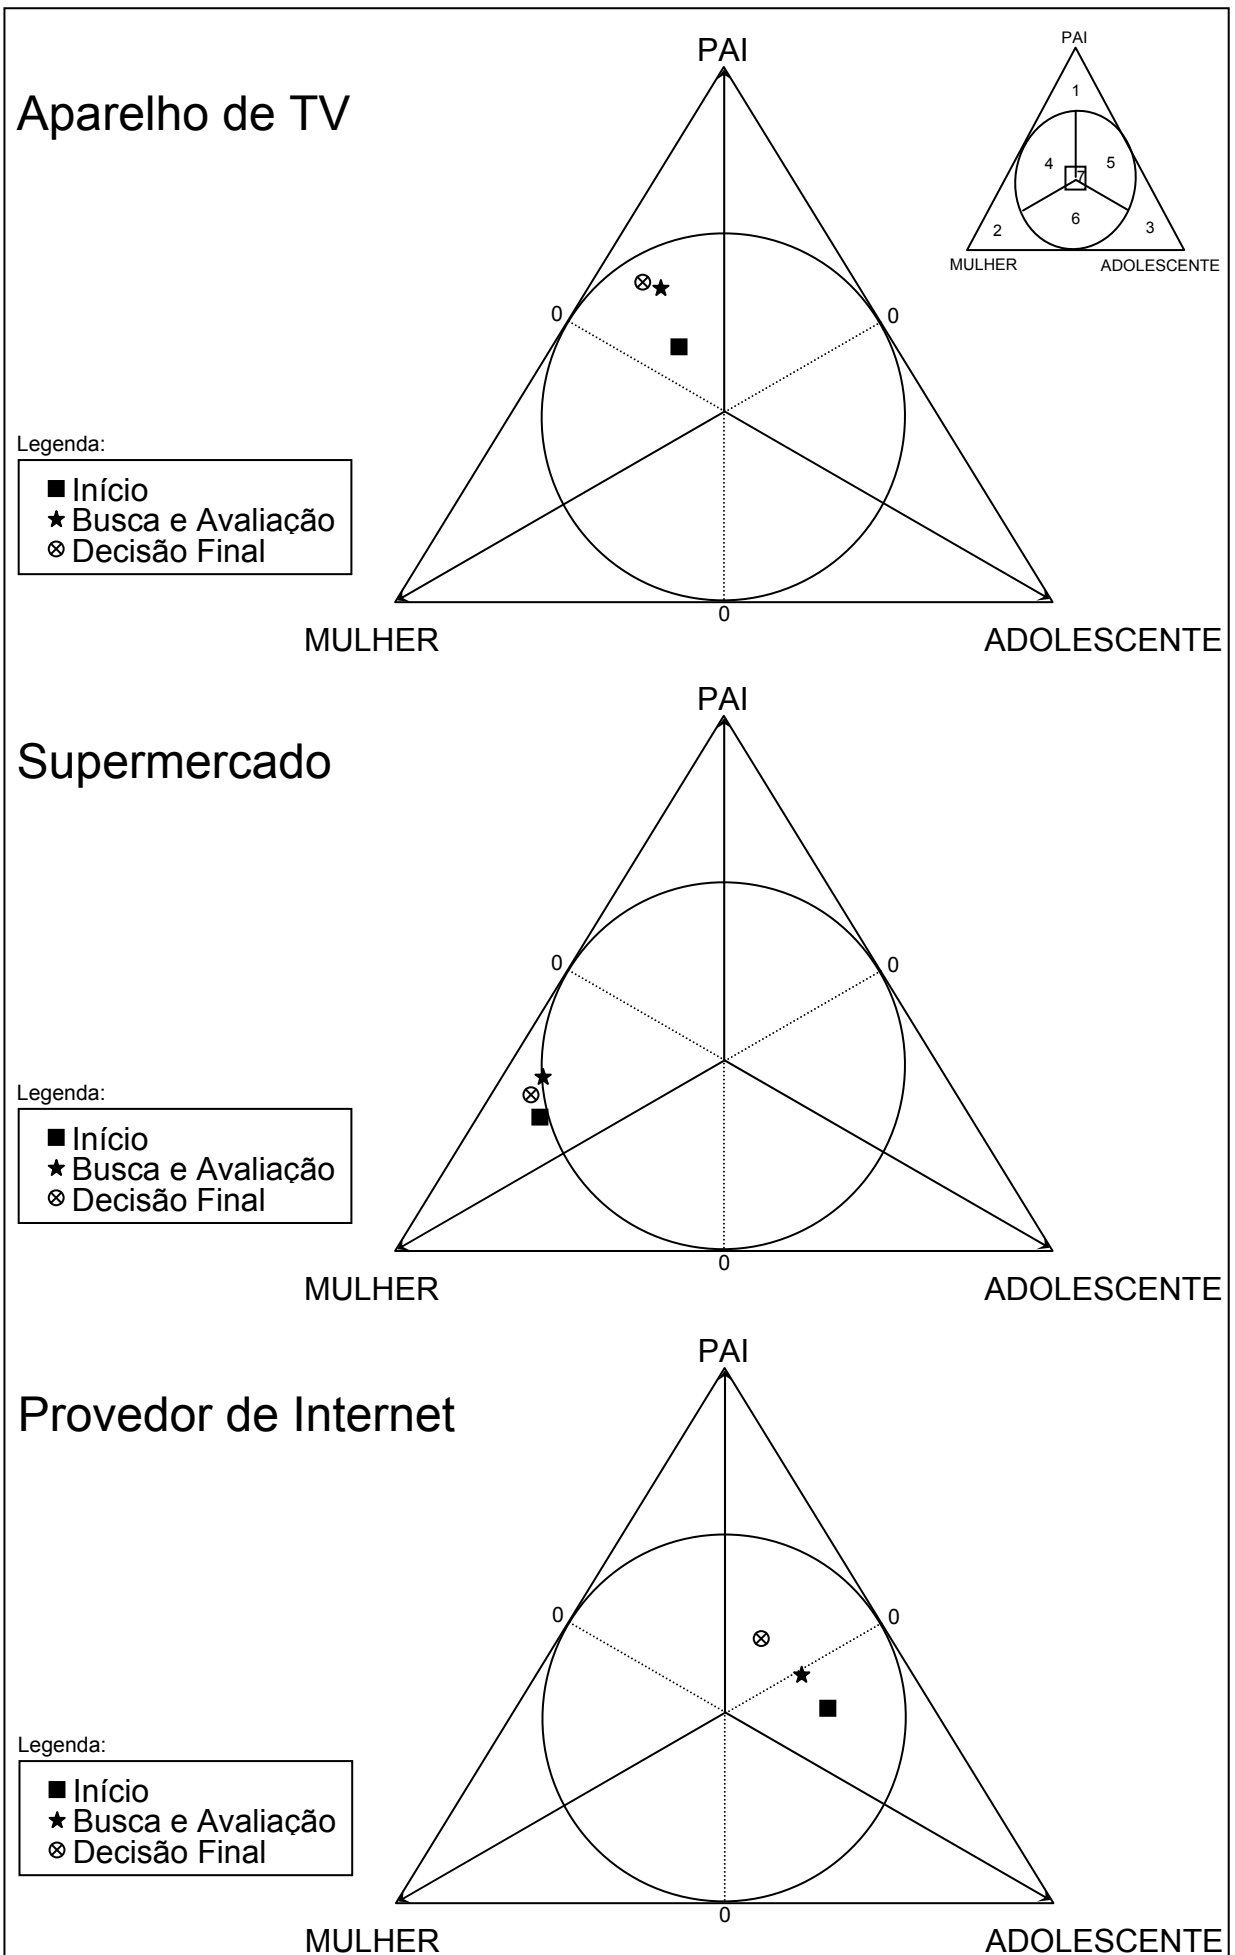 PAI
Aparelho de TV
PAI
1
4
5
7
6
2
3
MULHER
ADOLESCENTE
0
0
Legenda:
Início
Busca e Avaliação
Decisão Final
0
MULHER
ADOLESCENTE
PAI
Supermercado
0
0
Legenda:
Início
Busca e Avaliação
Decisão Final
0
MULHER
ADOLESCENTE
PAI
Provedor de Internet
0
0
Legenda:
Início
Busca e Avaliação
Decisão Final
0
MULHER
ADOLESCENTE